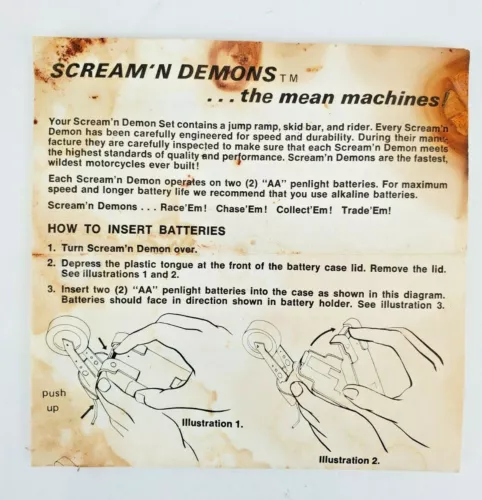 SCREAM'N DEMONS TM
. . . the mean machines!
Your Scream'n Demon Set contains a jump ramp, skid bar, and rider. Every Scream'n
Demon has been carefully engineered for speed and durability. During their manu-
facture they are carefully inspected to make sure that each Scream'n Demon meets
the highest standards of quality and performance. Scream'n Demons are the fastest,
wildest motorcycles ever built!
Each Scream'n Demon operates on two (2) "AA" penlight batteries. For maximum
speed and longer battery life we recommend that you use alkaline batteries.
Scream'n Demons . . . Race'Em! Chase'Em! Collect'Em! Trade'Em!
HOW TO INSERT BATTERIES
1. Turn Scream'n Demon over.
2. Depress the plastic tongue at the front of the battery case lid. Remove the lid.
See illustrations 1 and 2.
3. Insert two (2) "AA" penlight batteries into the case as shown in this diagram.
Batteries should face in direction shown in battery holder. See illustration 3.
push
up
Illustration 1.
Illustration 2.